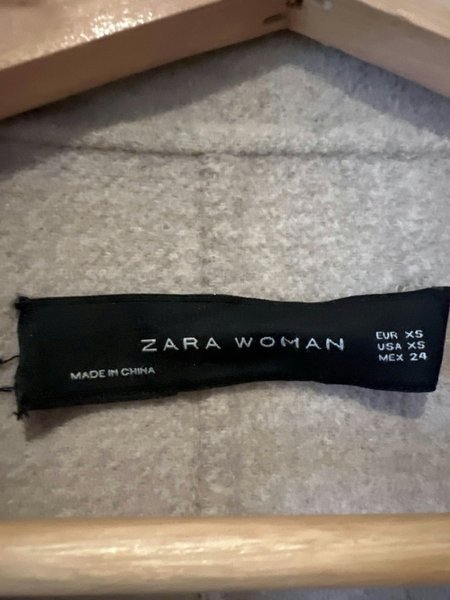 ZARA WOMAN
EUR XS
USA XS
MEX 24
MADE IN CHINA